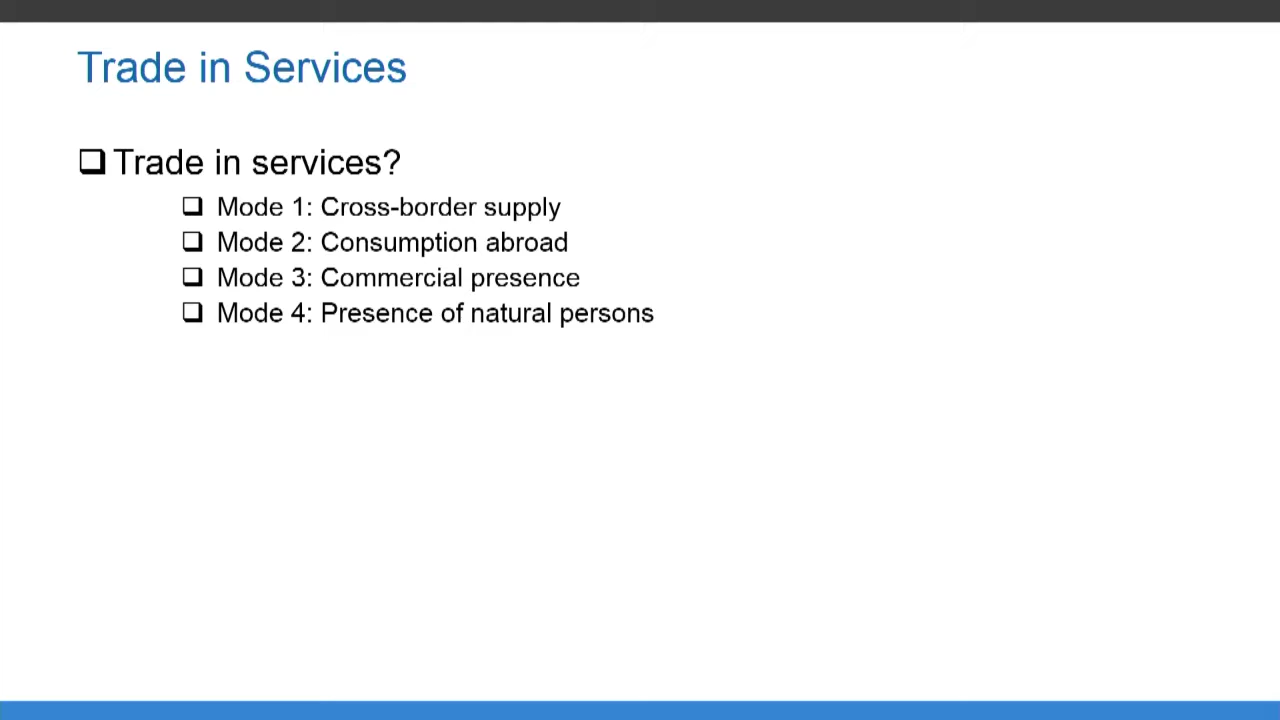 Trade in Services
Trade in services?
Mode 1: Cross-border supply
Mode 2: Consumption abroad
Mode 3: Commercial presence
Mode 4: Presence of natural persons